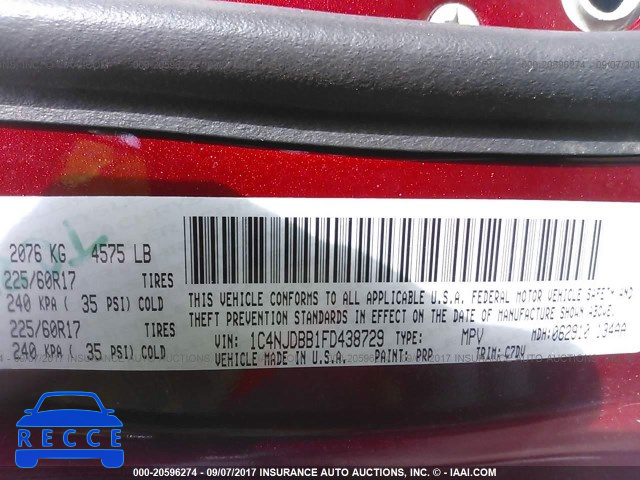 2076 KG 4575 LB
225/60R17 TIRES
240 KPA ( 35 PSI) COLD
225/60R17 TIRES
240 KPA ( 35 PSI) COLD
THIS VEHICLE CONFORMS TO ALL APPLICABLE U.S.A. FEDERAL MOTOR VEHICLE SAFETY AND
THEFT PREVENTION STANDARDS IN EFFECT ON THE DATE OF MANUFACTURE SHOWN ABOVE.
VIN: 1C4NJDBB1FD438729 TYPE: MPV MDH:
VEHICLE MADE IN U.S.A. PAINT: PRP TRIM: C7DV
RECCE
000-20596274 - 09/07/2017 INSURANCE AUTO AUCTIONS, INC. - IAAI.COM